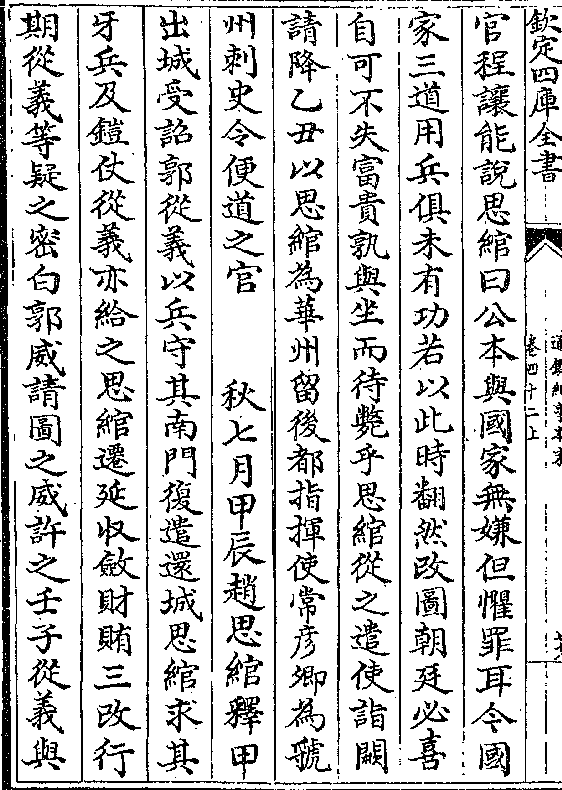 欽定四庫全書
通鑑紀事本末
卷四十二上
官程讓能說思綰曰公本與國家無嫌但懼罪耳今國
家三道用兵俱未有功若以此時翻然改圖朝廷必喜
自可不失富貴孰與坐而待斃乎思綰從之遣使詣闕
請降乙丑以思綰為華州留後都指揮使常彥卿為虢
州刺史令便道之官　秋七月甲辰趙思綰釋甲
出城受詔郭從義以兵守其南門復遣還城思綰求其
牙兵及鎧仗從義亦給之思綰遷延收斂財賄三改行
期從義等疑之密白郭威請圖之威許之壬子從義與